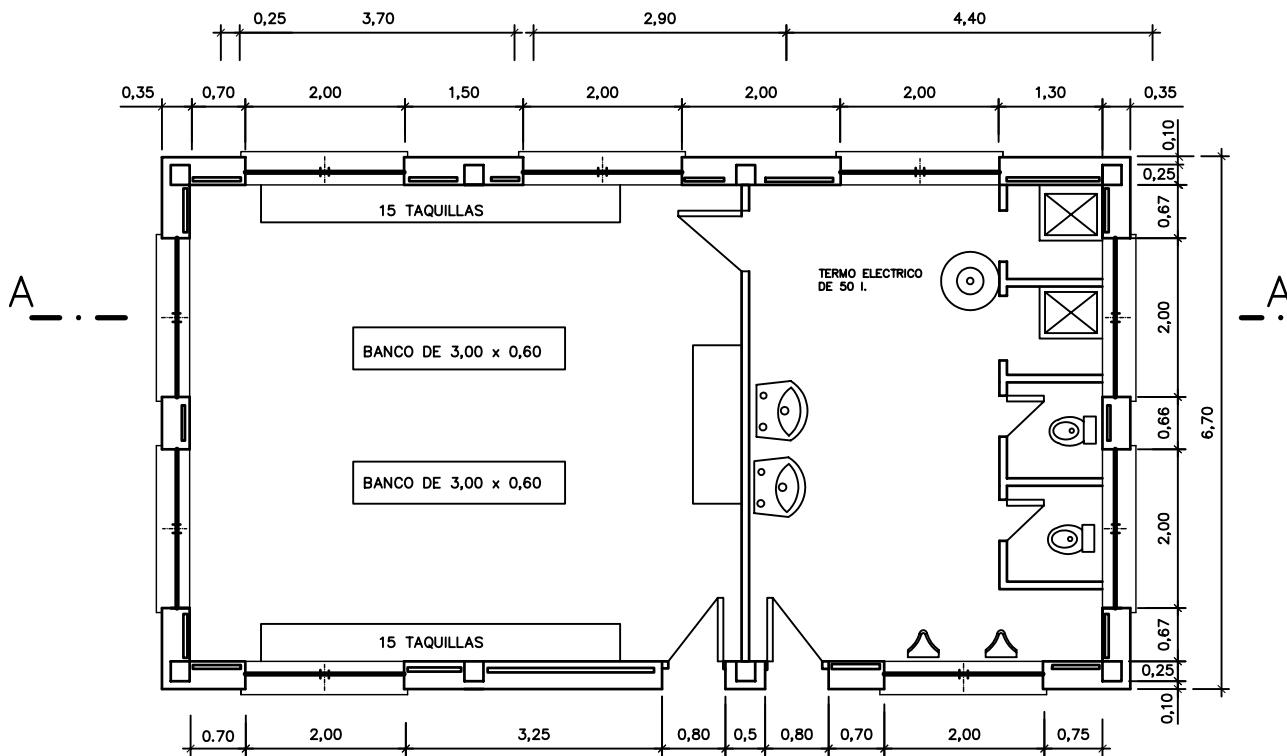 0,25 3,70 2,90 4,40
0,35 0,70 2,00 1,50 2,00 2,00 2,00 1,30 0,35
0,10
0,25
15 TAQUILLAS
0,67
TERMO ELECTRICO
DE 50 l.
A
A
2,00
BANCO DE 3,00 x 0,60
0,66
6,70
BANCO DE 3,00 x 0,60
2,00
15 TAQUILLAS
0,67
0,25
0,10
0.70 2,00 3,25 0,80 0,5 0,80 0,70 2,00 0,75